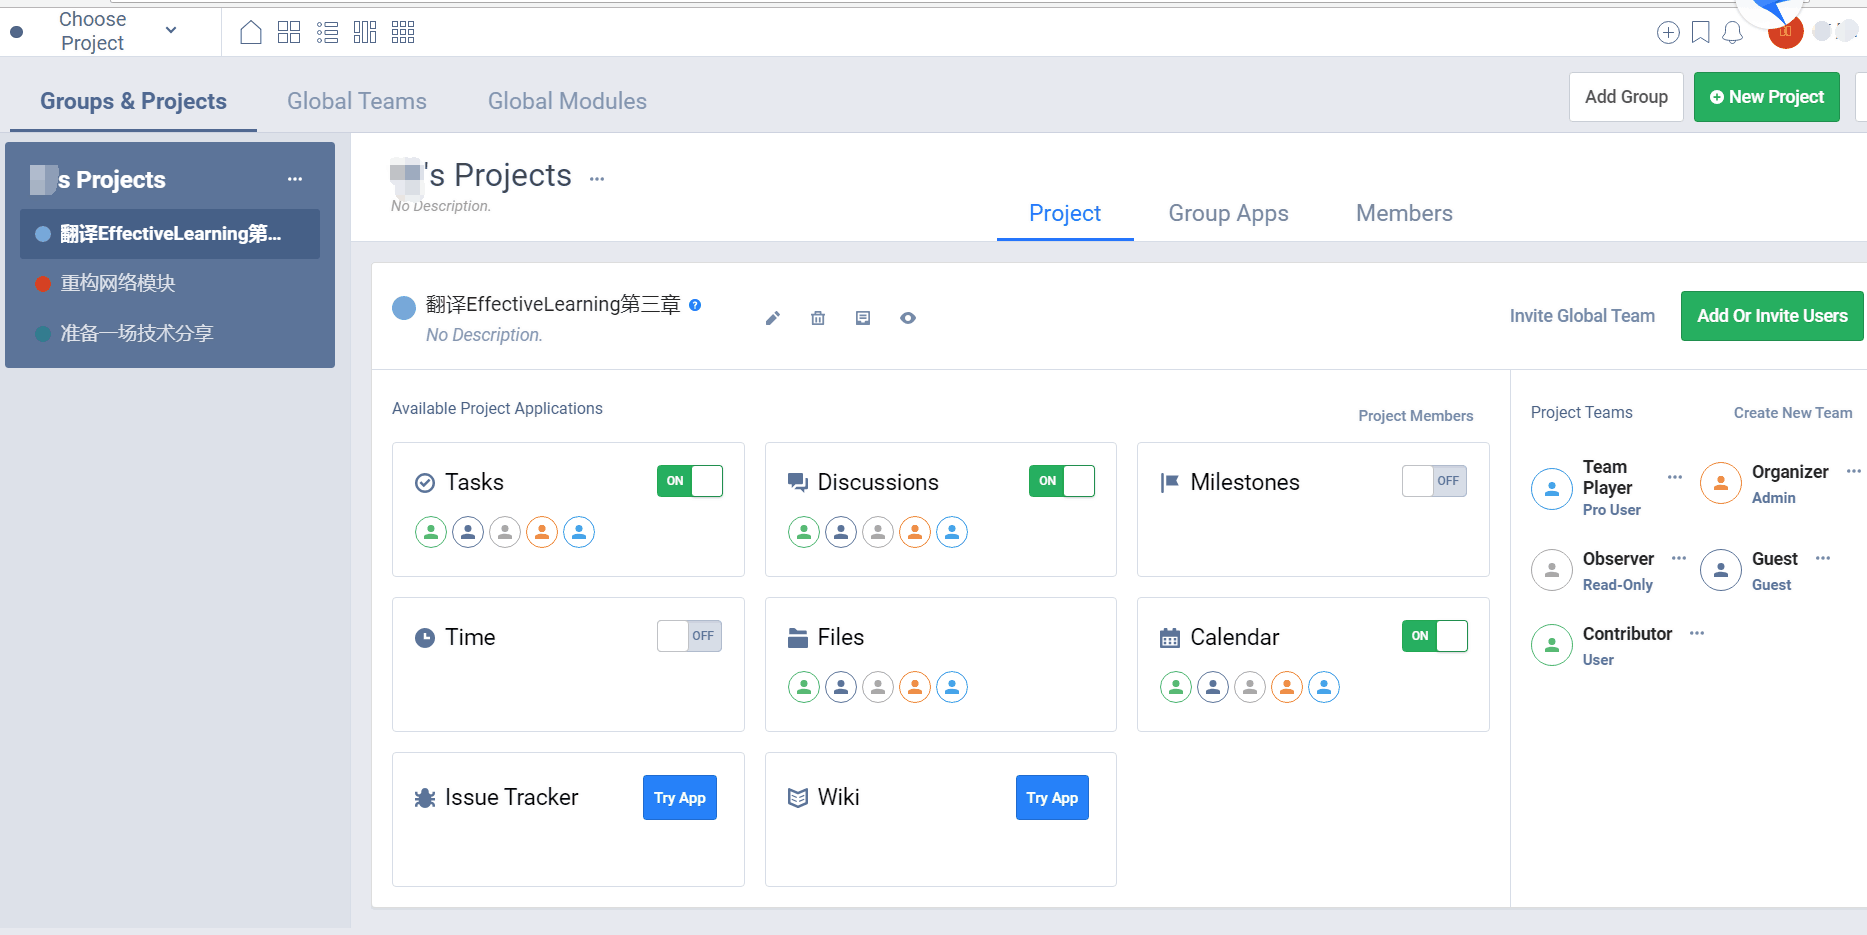 Choose
Project
Groups & Projects
Global Teams
Global Modules
Add Group
New Project
s Projects
翻译EffectiveLearning第...
重构网络模块
准备一场技术分享
's Projects
No Description.
Project
Group Apps
Members
翻译EffectiveLearning第三章
No Description.
Invite Global Team
Add Or Invite Users
Available Project Applications
Project Members
Tasks
ON
Discussions
ON
Milestones
OFF
Time
OFF
Files
Calendar
ON
Issue Tracker
Try App
Wiki
Try App
Project Teams
Create New Team
Team
Player
Pro User
Organizer
Admin
Observer
Read-Only
Guest
Guest
Contributor
User